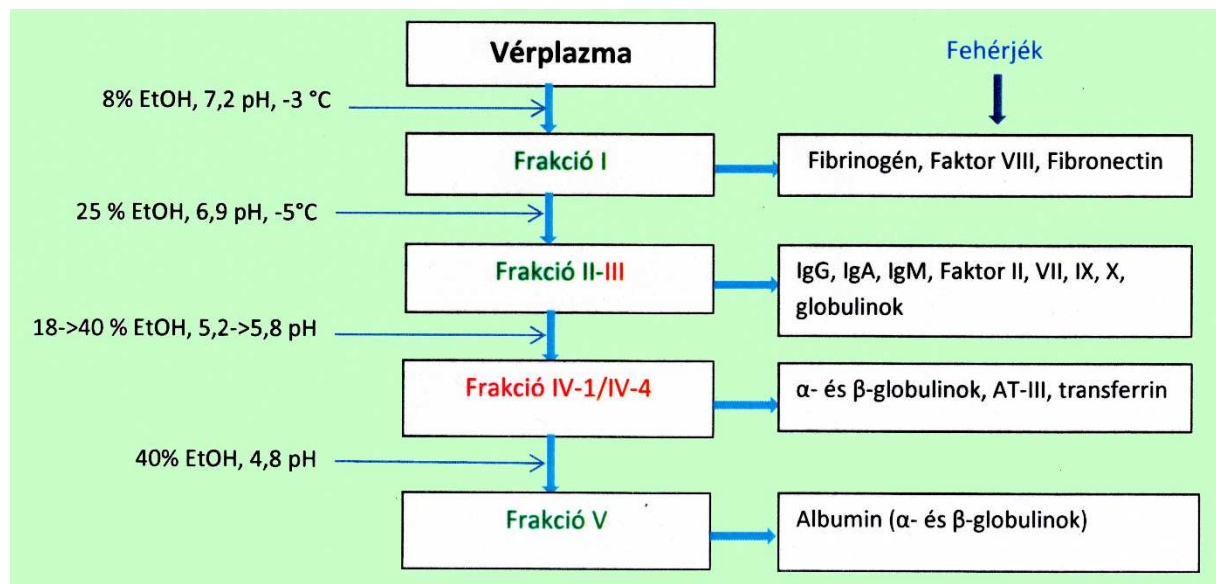 Vérplazma
Fehérjék
8% EtOH, 7,2 pH, -3 °C
Frakció I
Fibrinogén, Faktor VIII, Fibronectin
25 % EtOH, 6,9 pH, -5°C
Frakció II-III
IgG, IgA, IgM, Faktor II, VII, IX, X,
globulinok
18->40 % EtOH, 5,2->5,8 pH
Frakció IV-1/IV-4
α- és β-globulinok, AT-III, transferrin
40% EtOH, 4,8 pH
Frakció V
Albumin (α- és β-globulinok)